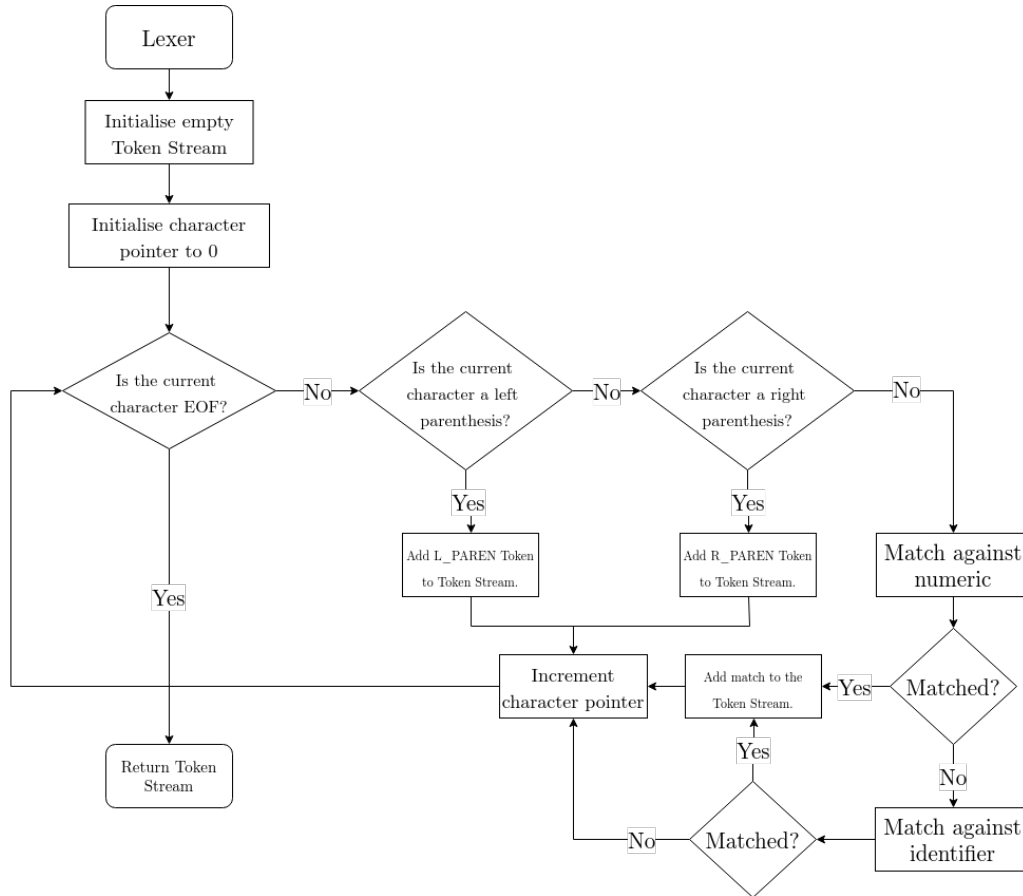 Lexer
Initialise empty
Token Stream
Initialise character
pointer to 0
Is the current
character EOF?
No
Is the current
character a left
parenthesis?
No
Is the current
character a right
parenthesis?
No
Yes
Yes
Add L_PAREN Token
to Token Stream.
Add R_PAREN Token
to Token Stream.
Match against
numeric
Yes
Increment
character pointer
Add match to the
Token Stream.
Yes
Matched?
Yes
No
Return Token
Stream
No
Matched?
Match against
identifier